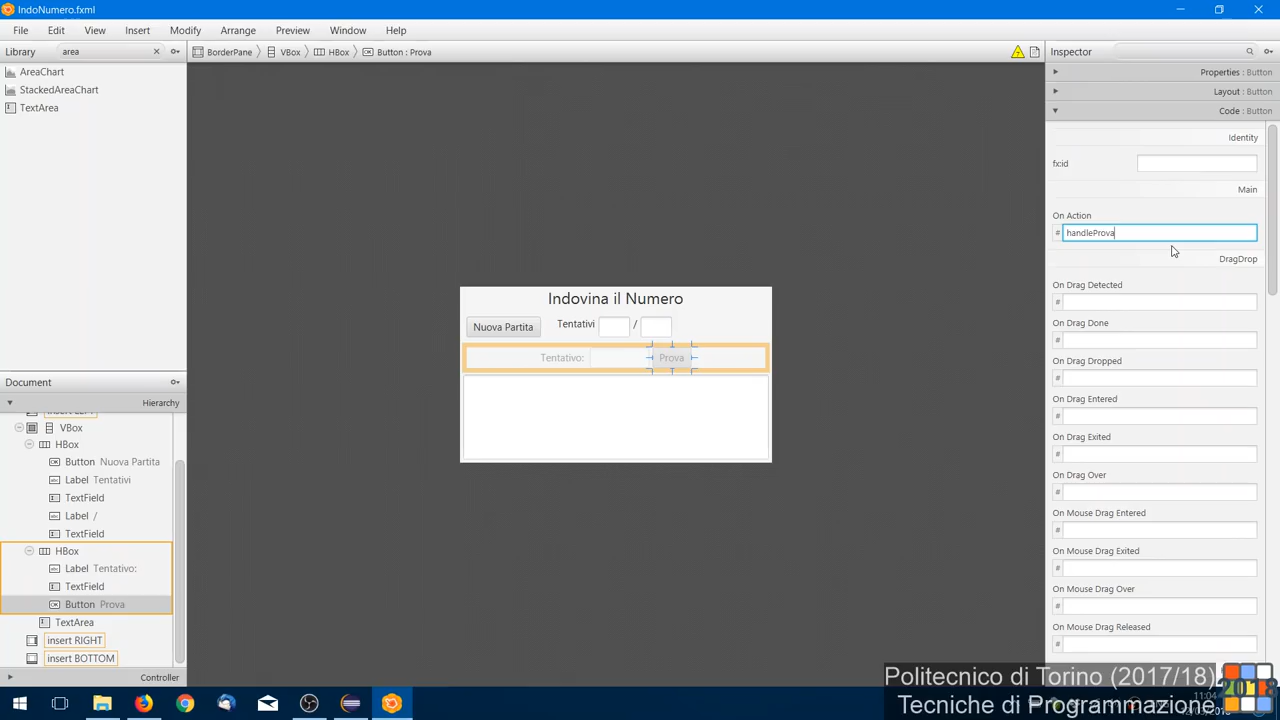 IndoNumero.fxml
File Edit View Insert Modify Arrange Preview Window Help
Library area
BorderPane VBox HBox Button : Prova
Inspector
AreaChart
StackedAreaChart
TextArea
Properties : Button
Layout : Button
Code : Button
Identity
fx:id
Main
On Action
# handleProva
DragDrop
On Drag Detected
#
On Drag Done
#
On Drag Dropped
#
On Drag Entered
#
On Drag Exited
#
On Drag Over
#
On Mouse Drag Entered
#
On Mouse Drag Exited
#
On Mouse Drag Over
#
On Mouse Drag Released
#
Indovina il Numero
Nuova Partita Tentativi /
Tentativo: Prova
Document
Hierarchy
insert LEFT
VBox
HBox
Button Nuova Partita
Label Tentativi
TextField
Label /
TextField
HBox
Label Tentativo:
TextField
Button Prova
TextArea
insert RIGHT
insert BOTTOM
Controller
Politecnico di Torino (2017/18)
Tecniche di Programmazione
2018
11:04